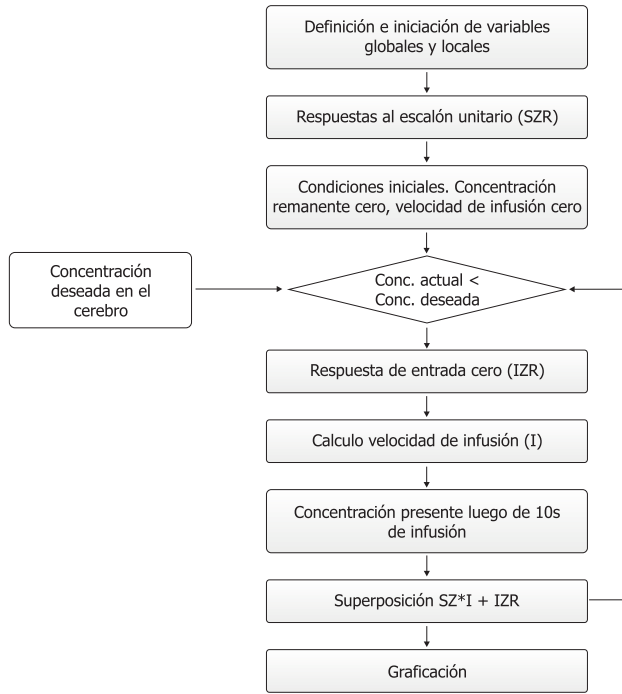 Definición e iniciación de variables
globales y locales
Respuestas al escalón unitario (SZR)
Condiciones iniciales. Concentración
remanente cero, velocidad de infusión cero
Concentración
deseada en el
cerebro
Conc. actual <
Conc. deseada
Respuesta de entrada cero (IZR)
Calculo velocidad de infusión (I)
Concentración presente luego de 10s
de infusión
Superposición SZ*I + IZR
Graficación